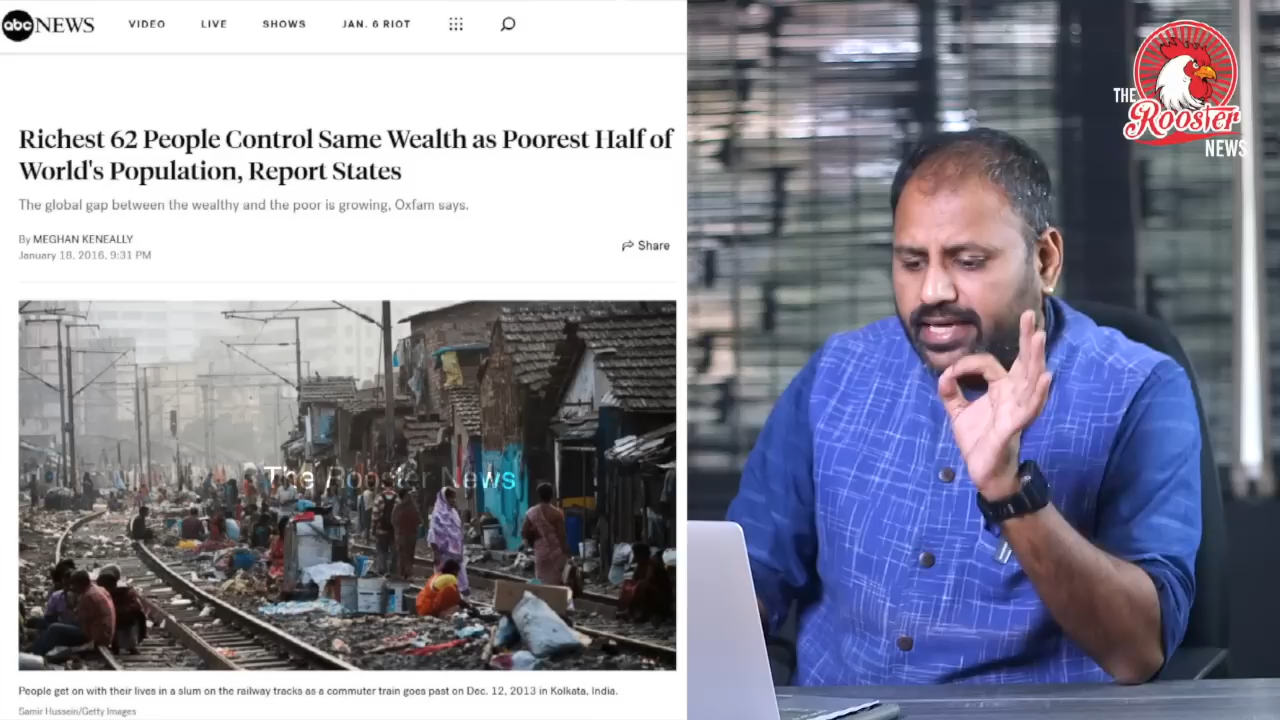 abc NEWS
VIDEO LIVE SHOWS JAN. 6 RIOT
Richest 62 People Control Same Wealth as Poorest Half of
World's Population, Report States
The global gap between the wealthy and the poor is growing, Oxfam says.
By MEGHAN KENEALLY
January 18, 2016, 9:31 PM
Share
The Rooster News
People get on with their lives in a slum on the railway tracks as a commuter train goes past on Dec. 12, 2013 in Kolkata, India.
Samir Hussein/Getty Images
THE
Rooster
NEWS